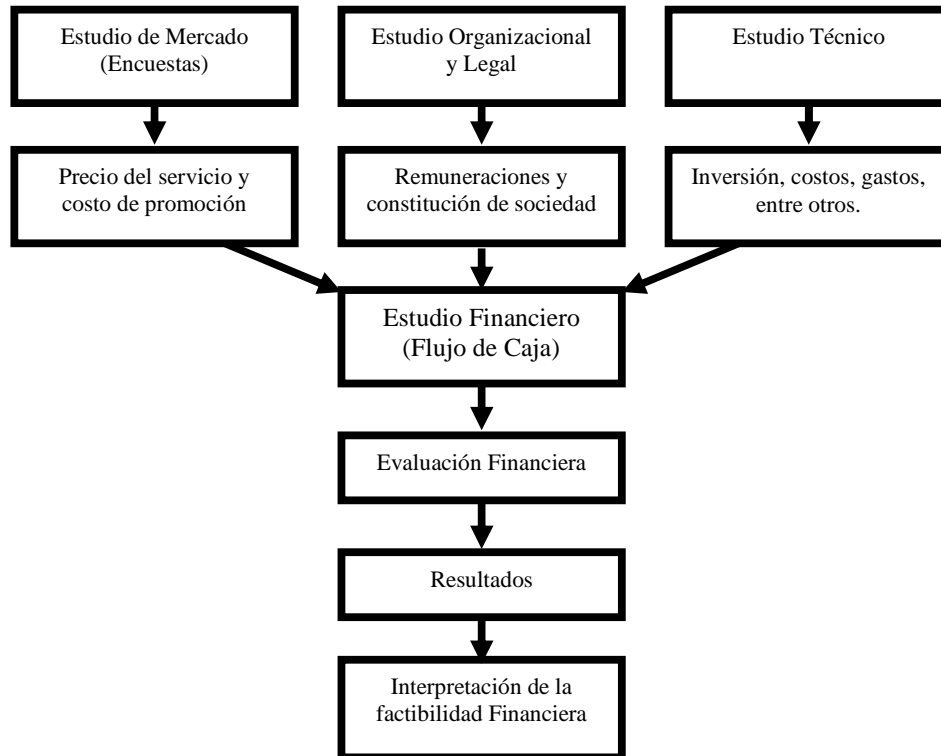 Estudio de Mercado
(Encuestas)
Estudio Organizacional
y Legal
Estudio Técnico
Precio del servicio y
costo de promoción
Remuneraciones y
constitución de sociedad
Inversión, costos, gastos,
entre otros.
Estudio Financiero
(Flujo de Caja)
Evaluación Financiera
Resultados
Interpretación de la
factibilidad Financiera